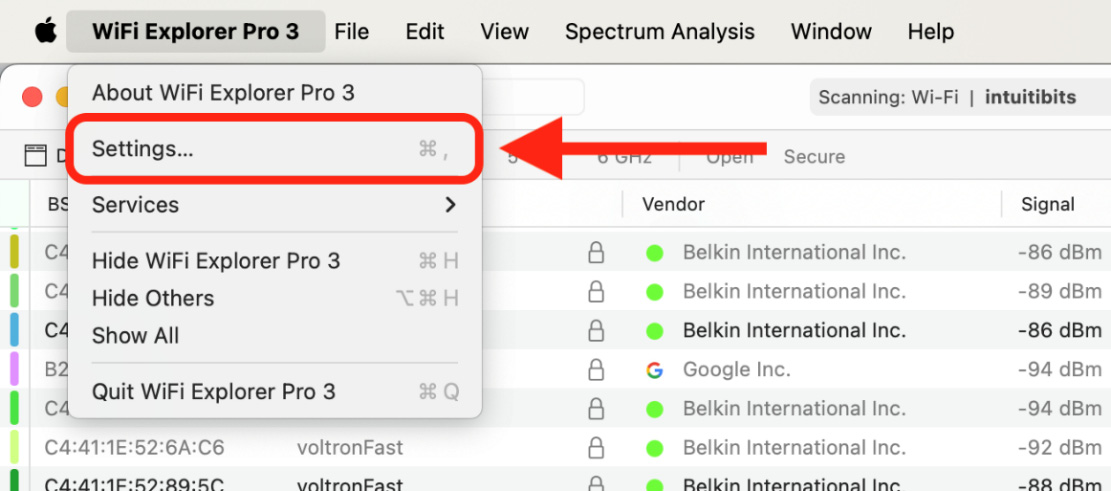 WiFi Explorer Pro 3 File Edit View Spectrum Analysis Window Help
About WiFi Explorer Pro 3
Scanning: Wi-Fi | intuitibits
Settings... ⌘ ,
D 5 6 GHz Open Secure
Services
BS Vendor Signal
C4 Belkin International Inc. -86 dBm
Hide WiFi Explorer Pro 3 ⌘ H
C4 Belkin International Inc. -89 dBm
Hide Others ⌥ ⌘ H
C4 Belkin International Inc. -86 dBm
Show All
B2 Google Inc. -94 dBm
Quit WiFi Explorer Pro 3 ⌘ Q
C4 Belkin International Inc. -94 dBm
C4:41:1E:52:6A:C6 voltronFast Belkin International Inc. -92 dBm
C4:41:1E:52:89:5C voltronFast Belkin International Inc. -88 dBm